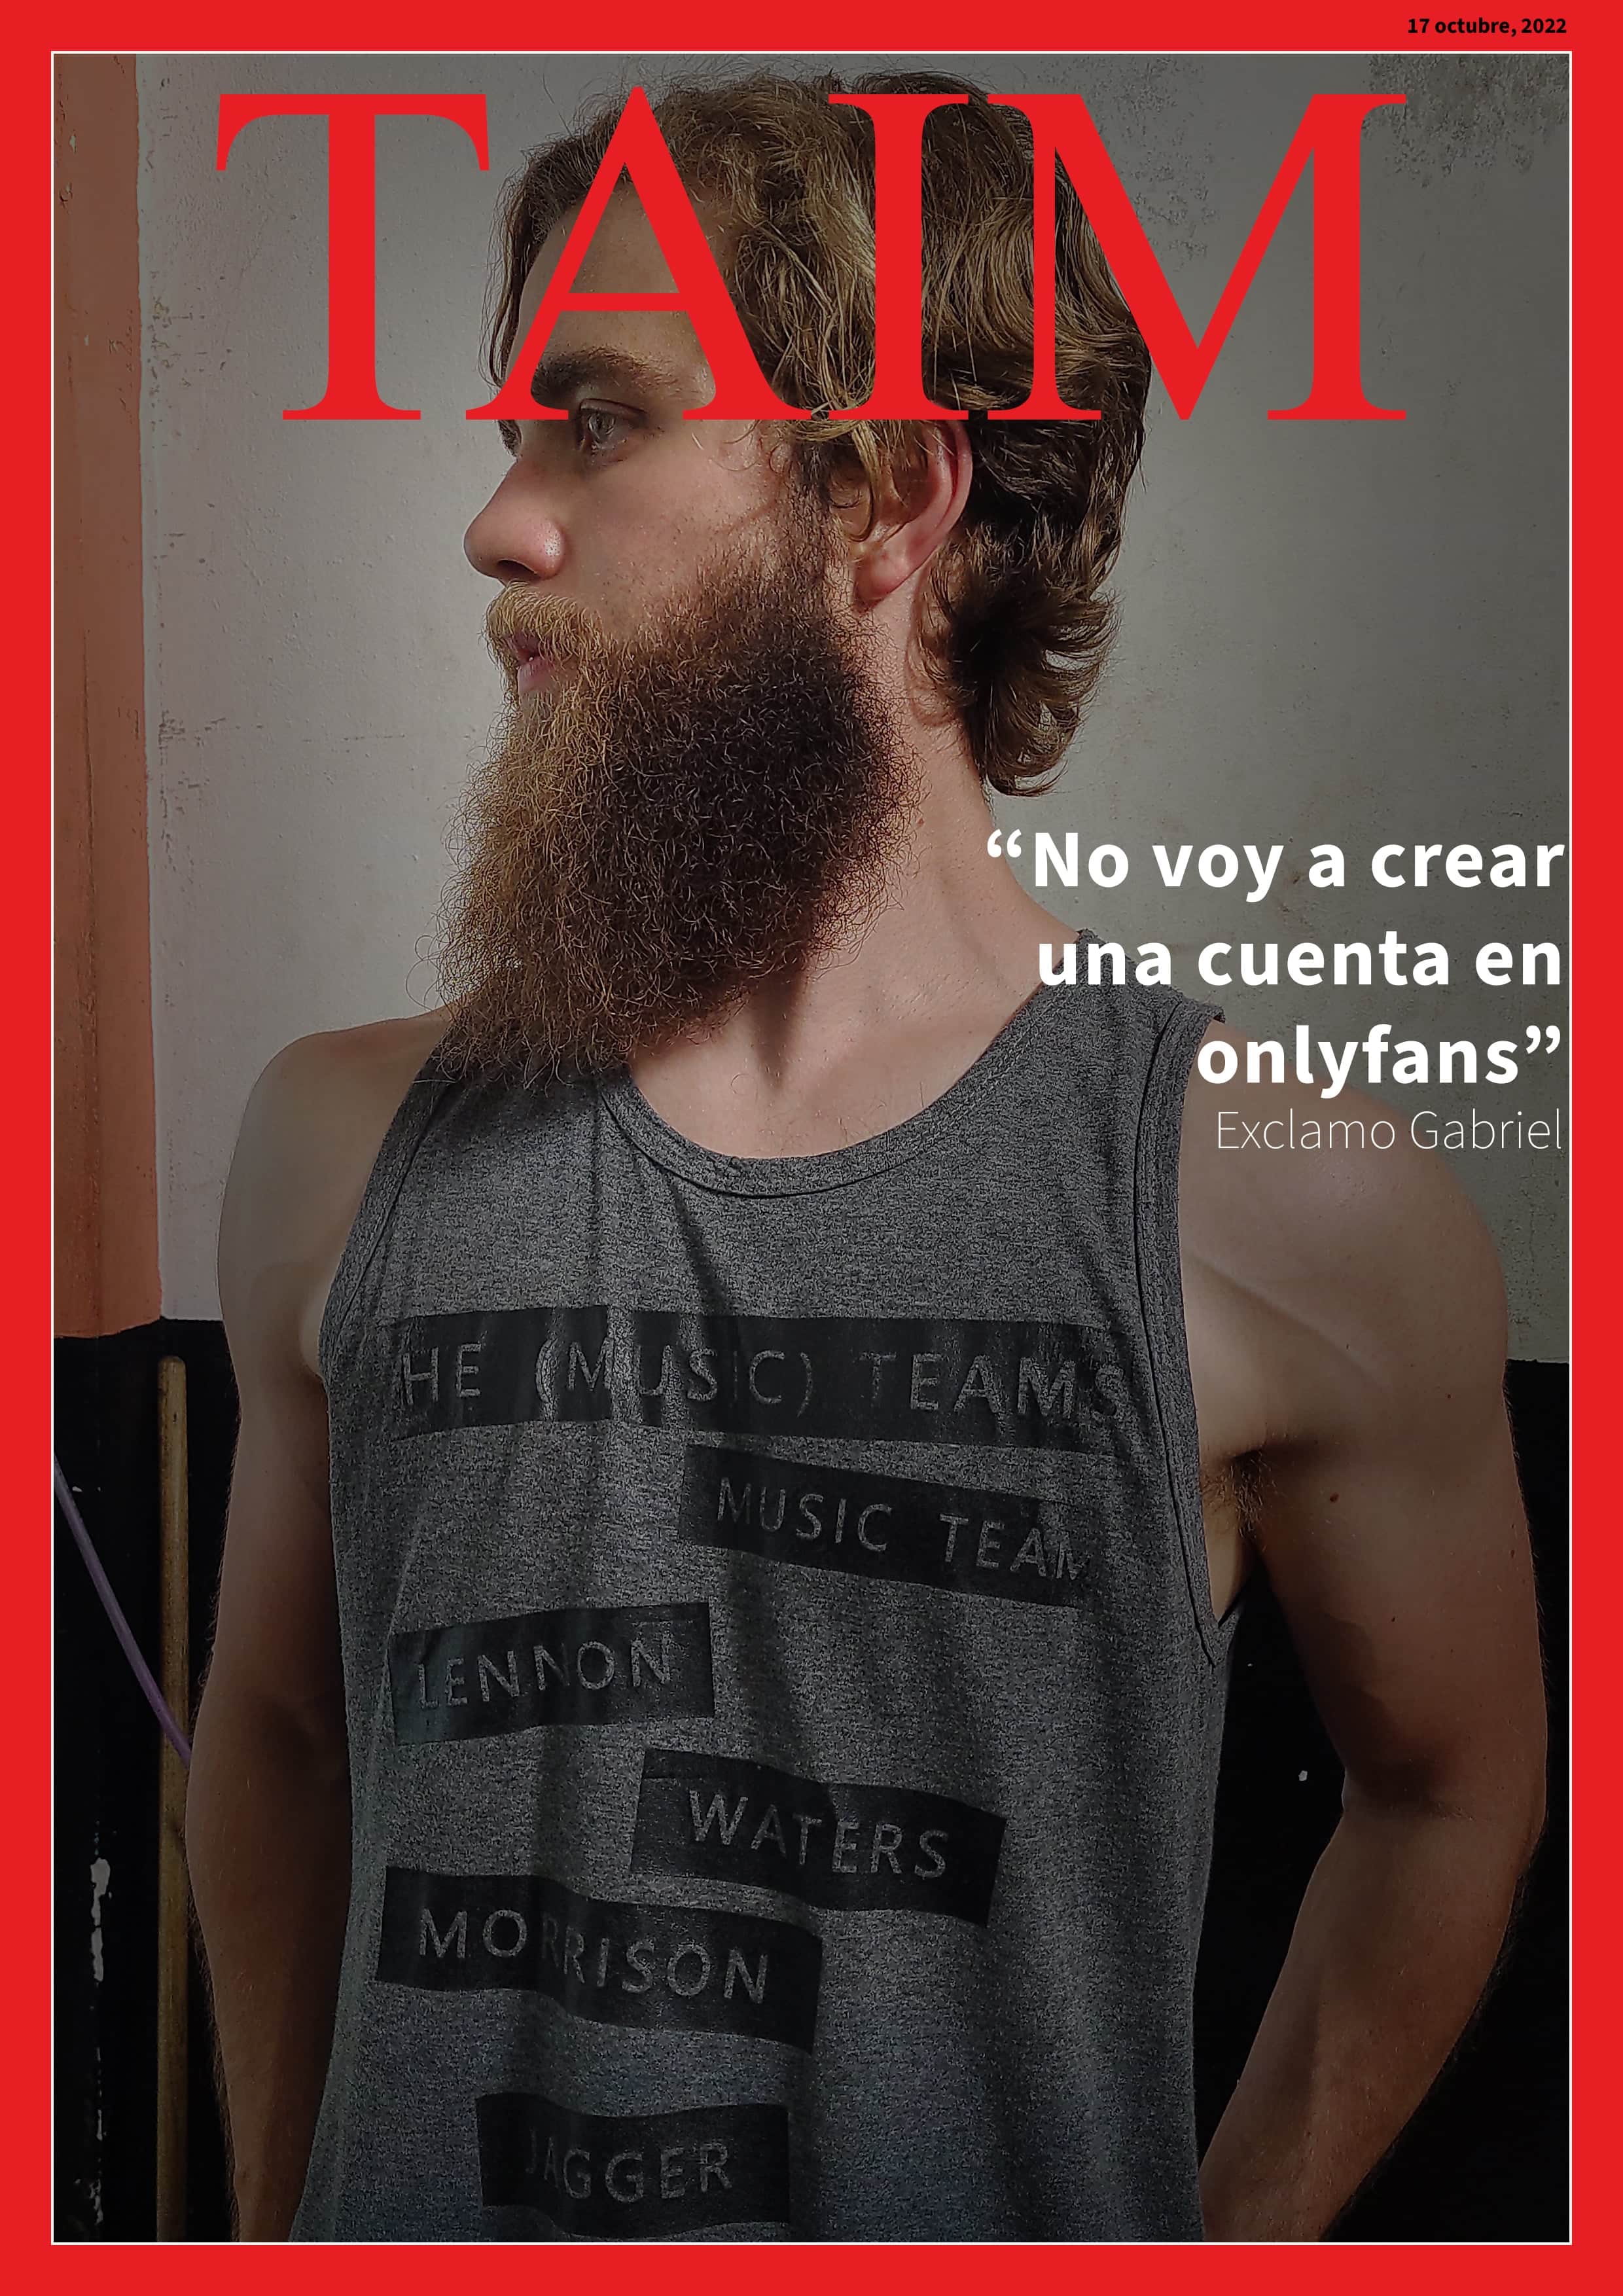 17 octubre, 2022
TAIM
“No voy a crear
una cuenta en
onlyfans”
Exclamo Gabriel
HE (MUSIC) TEAMS
MUSIC TEAM
LENNON
WATERS
MORRISON
JAGGER